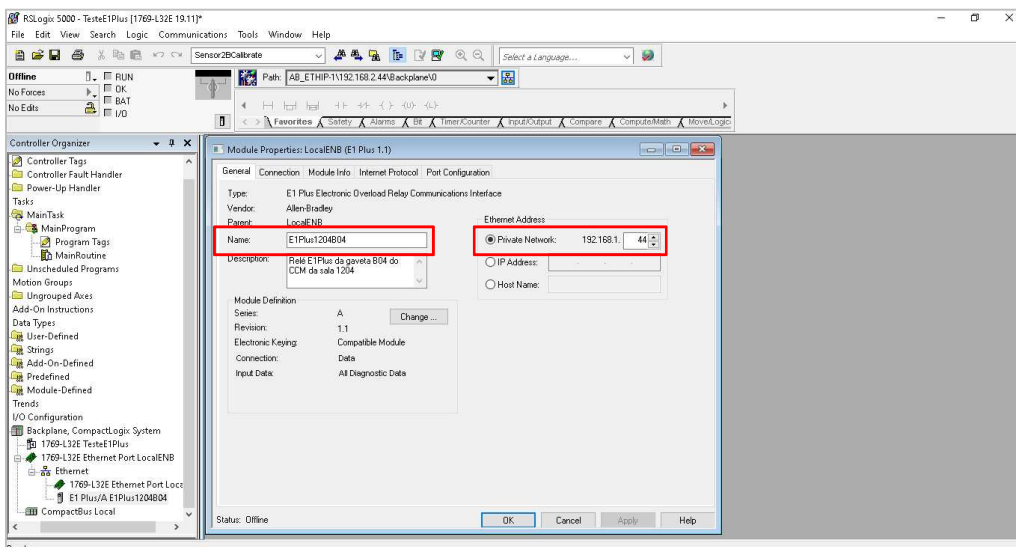 RSLogix 5000 - TesteE1Plus [1769-L32E 19.11]*
File Edit View Search Logic Communications Tools Window Help
Sensor2BCalibrate
Select a Language...
Offline
RUN
Path: AB_ETHIP-1\192.168.2.44\Backplane\0
No Forces
OK
BAT
No Edits
I/O
Favorites Safety Alarms Bit Timer/Counter Input/Output Compare Compute/Math Move/Logic
Controller Organizer
Controller Tags
Controller Fault Handler
Power-Up Handler
Tasks
MainTask
MainProgram
Program Tags
MainRoutine
Unscheduled Programs
Motion Groups
Ungrouped Axes
Add-On Instructions
Data Types
User-Defined
Strings
Add-On-Defined
Predefined
Module-Defined
Trends
I/O Configuration
Backplane, CompactLogix System
1769-L32E TesteE1Plus
1769-L32E Ethernet Port LocalENB
Ethernet
1769-L32E Ethernet Port Loca
E1 Plus/A E1Plus1204B04
CompactBus Local
Module Properties: LocalENB (E1 Plus 1.1)
General Connection Module Info Internet Protocol Port Configuration
Type: E1 Plus Electronic Overload Relay Communications Interface
Vendor: Allen-Bradley
Parent: LocalENB
Name: E1Plus1204B04
Description: Relé E1Plus da gaveta B04 do
CCM da sala 1204
Ethernet Address
Private Network: 192.168.1. 44
IP Address:
Host Name:
Module Definition
Series: A
Change ...
Revision: 1.1
Electronic Keying: Compatible Module
Connection: Data
Input Data: All Diagnostic Data
Status: Offline
OK Cancel Apply Help